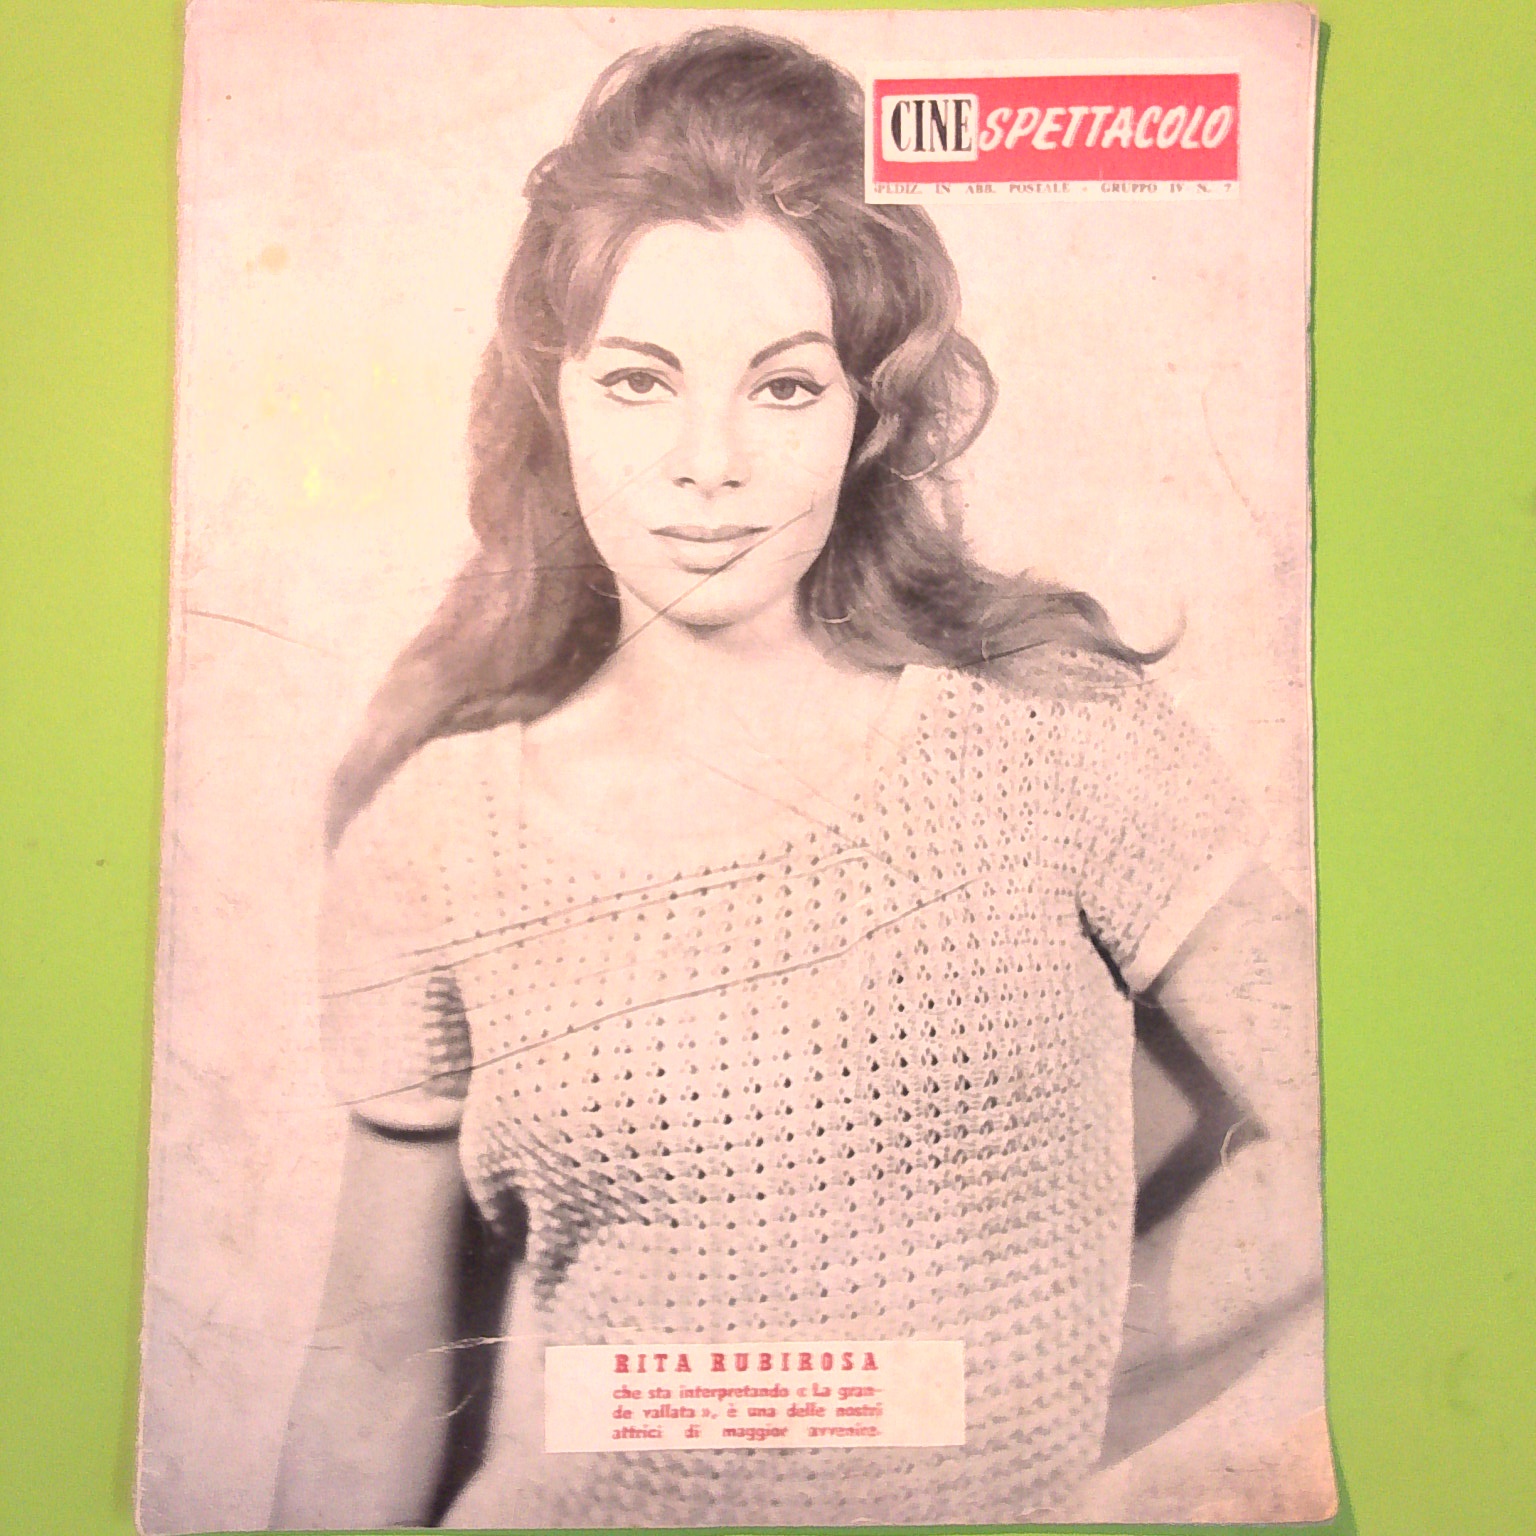 CINE SPETTACOLO
SPEDIZ. IN ABB. POSTALE - GRUPPO IV N. 7
RITA RUBIROSA
che sta interpretando « La gran-
de vallata », è una delle nostri
attrici di maggior avvenire.